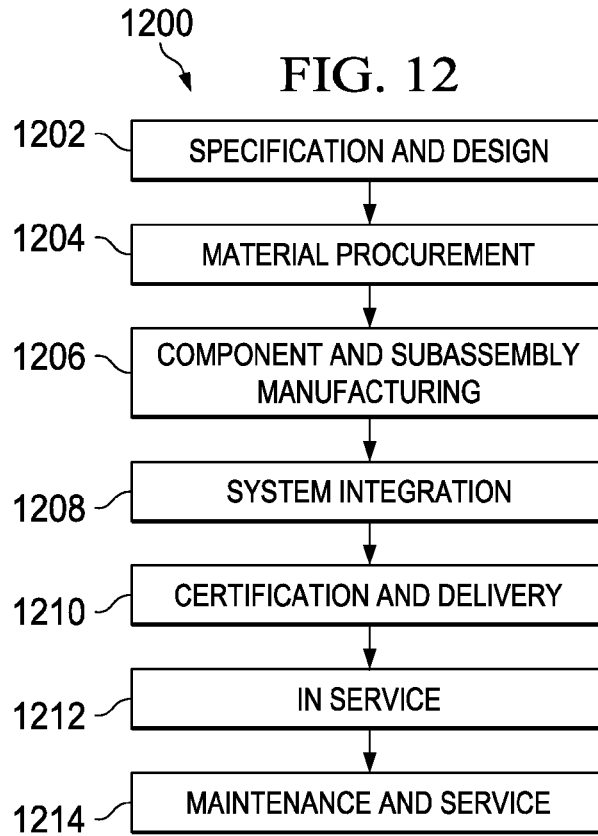 1200
FIG. 12
1202
SPECIFICATION AND DESIGN
1204
MATERIAL PROCUREMENT
1206
COMPONENT AND SUBASSEMBLY
MANUFACTURING
1208
SYSTEM INTEGRATION
1210
CERTIFICATION AND DELIVERY
1212
IN SERVICE
1214
MAINTENANCE AND SERVICE